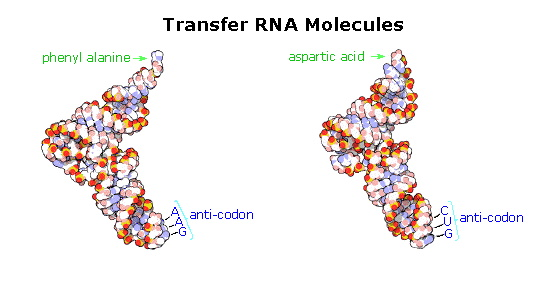 Transfer RNA Molecules
phenyl alanine
aspartic acid
A
A
G
anti-codon
C
U
G
anti-codon